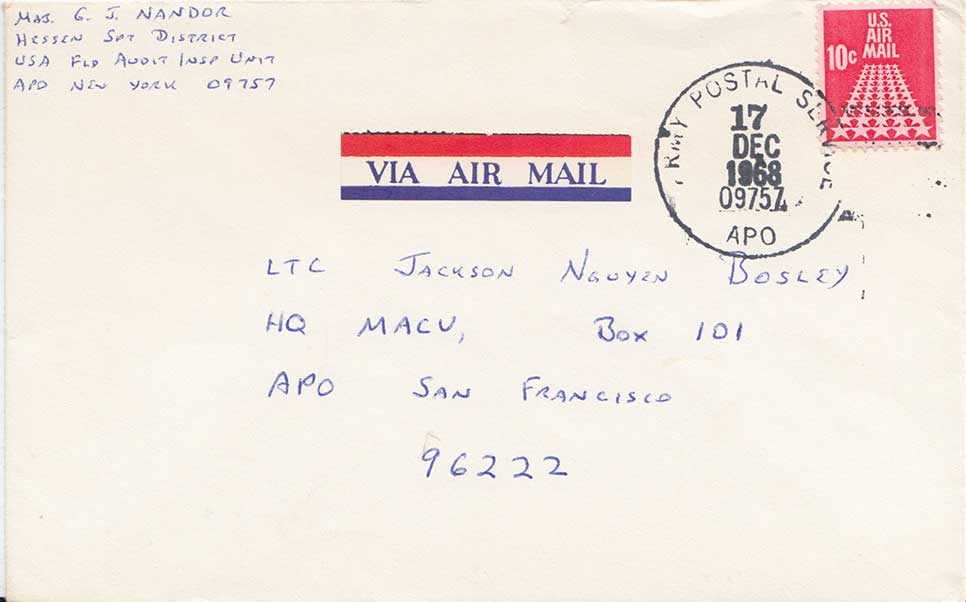 MAJ. G. J. NANDOR
HESSEN SPT DISTRICT
USA FLD AUDIT INSP UNIT
APO NEW YORK 09757
U.S.
AIR
MAIL
10c
RMY POSTAL SERVICE
17
DEC
1968
09757
APO
VIA AIR MAIL
LTC JACKSON NGUYEN BOSLEY
HQ MACV, BOX 101
APO SAN FRANCISCO
96222